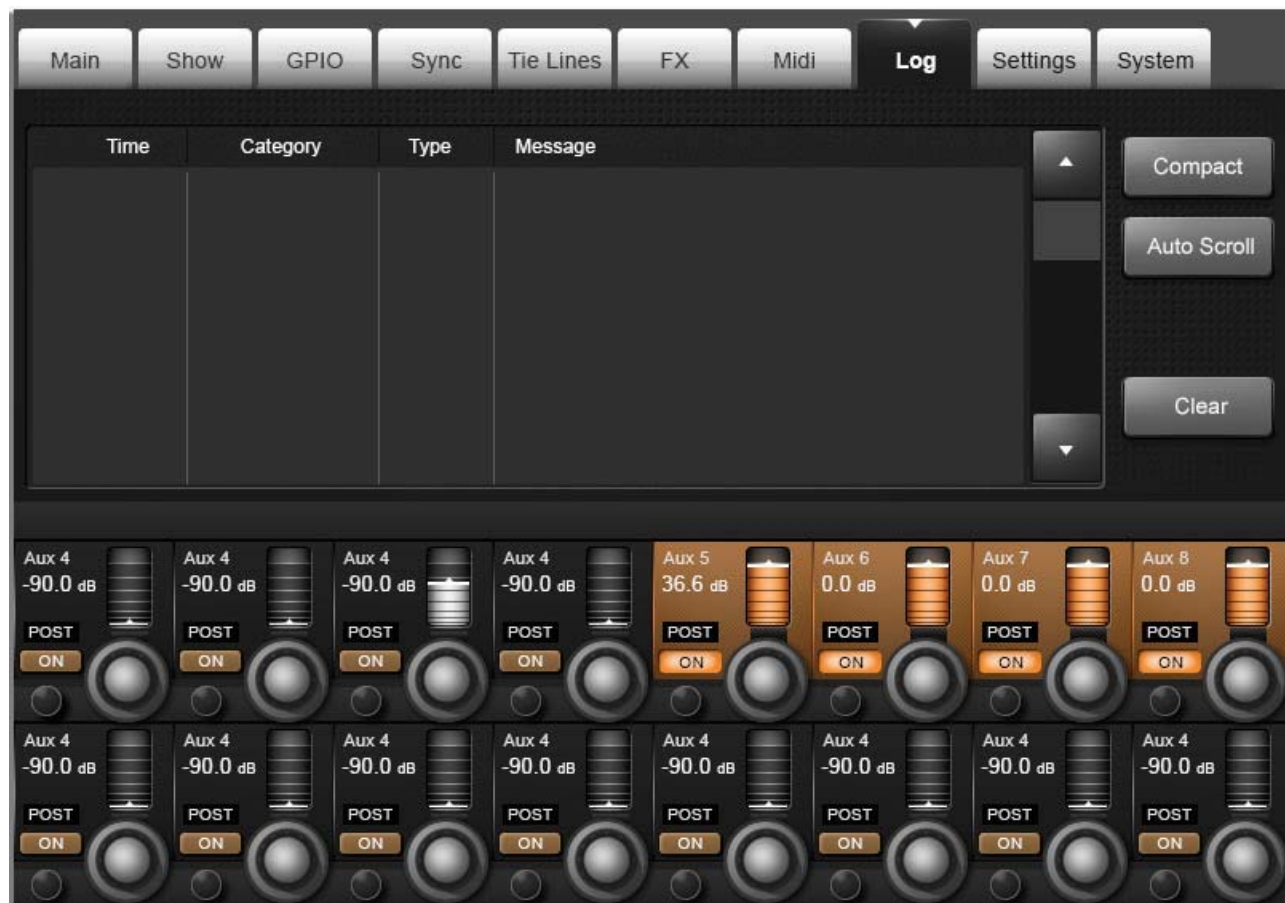 Main Show GPIO Sync Tie Lines FX Midi Log Settings System
Time Category Type Message
Compact
Auto Scroll
Clear
Aux 4 Aux 4 Aux 4 Aux 4 Aux 5 Aux 6 Aux 7 Aux 8
-90.0 dB -90.0 dB -90.0 dB -90.0 dB 36.6 dB 0.0 dB 0.0 dB 0.0 dB
POST POST POST POST POST POST POST POST
ON ON ON ON ON ON ON ON
Aux 4 Aux 4 Aux 4 Aux 4 Aux 4 Aux 4 Aux 4 Aux 4
-90.0 dB -90.0 dB -90.0 dB -90.0 dB -90.0 dB -90.0 dB -90.0 dB -90.0 dB
POST POST POST POST POST POST POST POST
ON ON ON ON ON ON ON ON